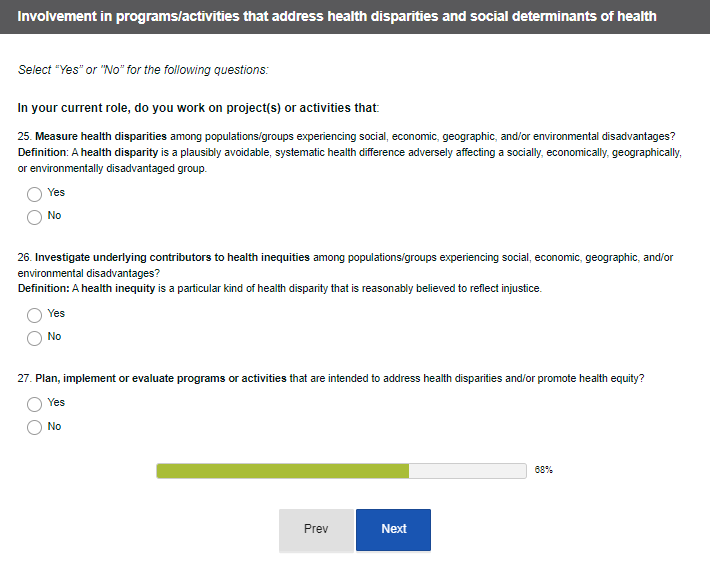 Involvement in programs/activities that address health disparities and social determinants of health
Select "Yes" or "No" for the following questions:
In your current role, do you work on project(s) or activities that:
25. Measure health disparities among populations/groups experiencing social, economic, geographic, and/or environmental disadvantages?
Definition: A health disparity is a plausibly avoidable, systematic health difference adversely affecting a socially, economically, geographically,
or environmentally disadvantaged group.
Yes
No
26. Investigate underlying contributors to health inequities among populations/groups experiencing social, economic, geographic, and/or
environmental disadvantages?
Definition: A health inequity is a particular kind of health disparity that is reasonably believed to reflect injustice.
Yes
No
27. Plan, implement or evaluate programs or activities that are intended to address health disparities and/or promote health equity?
Yes
No
68%
Prev
Next